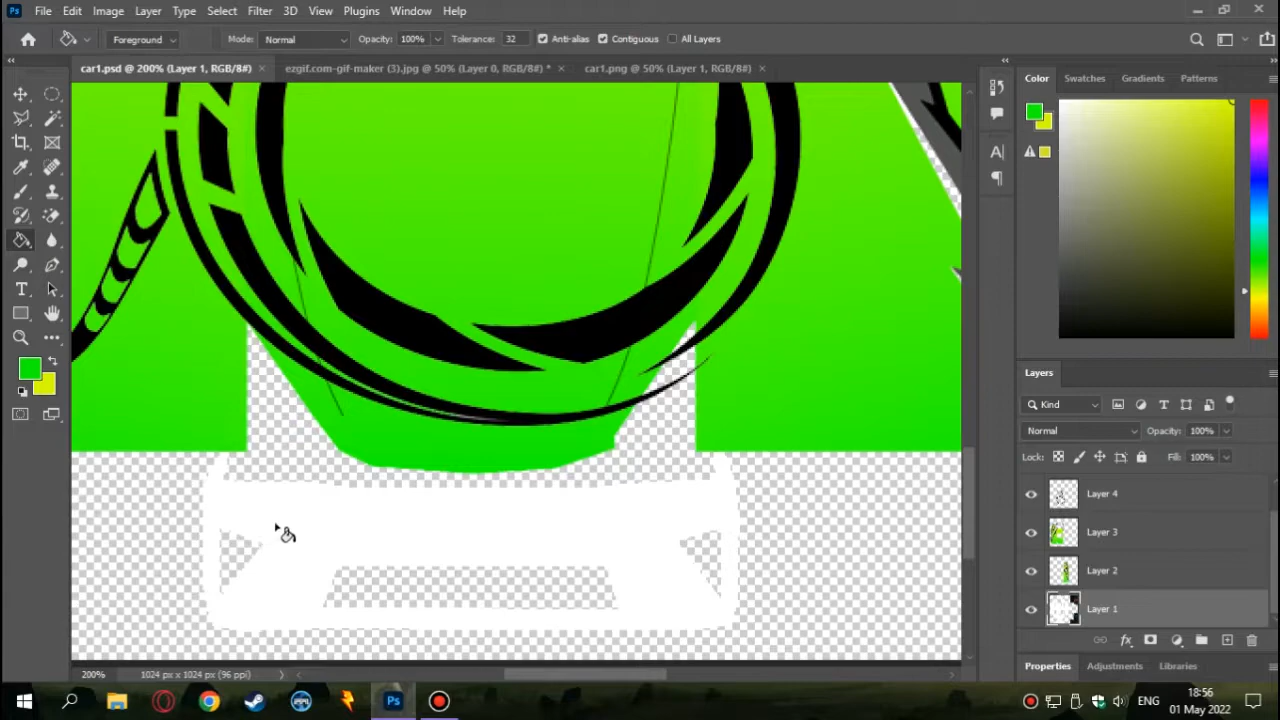 Ps File Edit Image Layer Type Select Filter 3D View Plugins Window Help
Foreground Mode: Normal Opacity: 100% Tolerance: 32 Anti-alias Contiguous All Layers
car1.psd @ 200% (Layer 1, RGB/8#) × ezgif.com-gif-maker (3).jpg @ 50% (Layer 0, RGB/8#) * × car1.png @ 50% (Layer 1, RGB/8#) ×
Color Swatches Gradients Patterns
Layers
Kind
Normal Opacity: 100%
Lock: Fill: 100%
Layer 4
Layer 3
Layer 2
Layer 1
fx
Properties Adjustments Libraries
200% 1024 px x 1024 px (96 ppi)
Ps ENG 18:56
01 May 2022